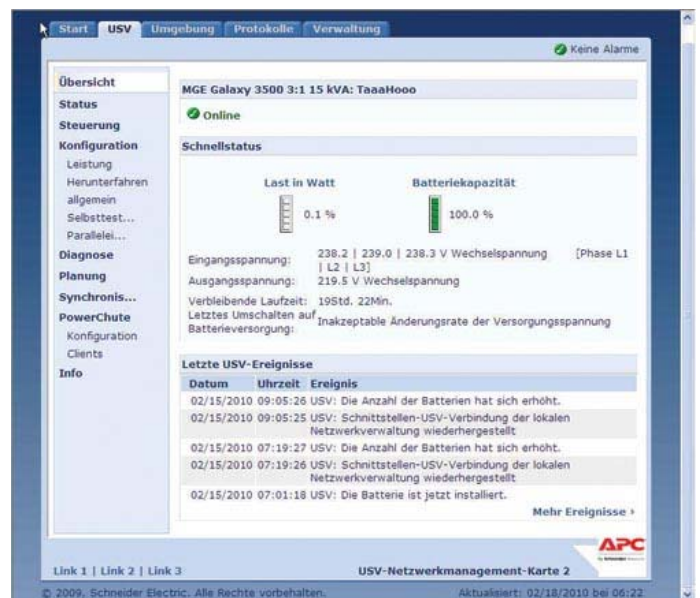 Start USV Umgebung Protokolle Verwaltung
Keine Alarme
Übersicht
Status
Steuerung
Konfiguration
Leistung
Herunterfahren
allgemein
Selbsttest...
Parallelei...
Diagnose
Planung
Synchronis...
PowerChute
Konfiguration
Clients
Info
MGE Galaxy 3500 3:1 15 kVA: TaaaHooo
Online
Schnellstatus
Last in Watt Batteriekapazität
0.1 % 100.0 %
Eingangsspannung: 238.2 | 239.0 | 238.3 V Wechselspannung [Phase L1
| L2 | L3]
Ausgangsspannung: 219.5 V Wechselspannung
Verbleibende Laufzeit: 19Std. 22Min.
Letztes Umschalten auf
Batterieversorgung: Inakzeptable Änderungsrate der Versorgungsspannung
Letzte USV-Ereignisse
Datum Uhrzeit Ereignis
02/15/2010 09:05:26 USV: Die Anzahl der Batterien hat sich erhöht.
02/15/2010 09:05:25 USV: Schnittstellen-USV-Verbindung der lokalen
Netzwerkverwaltung wiederhergestellt
02/15/2010 07:19:27 USV: Die Anzahl der Batterien hat sich erhöht.
02/15/2010 07:19:26 USV: Schnittstellen-USV-Verbindung der lokalen
Netzwerkverwaltung wiederhergestellt
02/15/2010 07:01:18 USV: Die Batterie ist jetzt installiert.
Mehr Ereignisse ›
APC
Link 1 | Link 2 | Link 3
USV-Netzwerkmanagement-Karte 2
© 2009, Schneider Electric. Alle Rechte vorbehalten.
Aktualisiert: 02/18/2010 bei 06:22